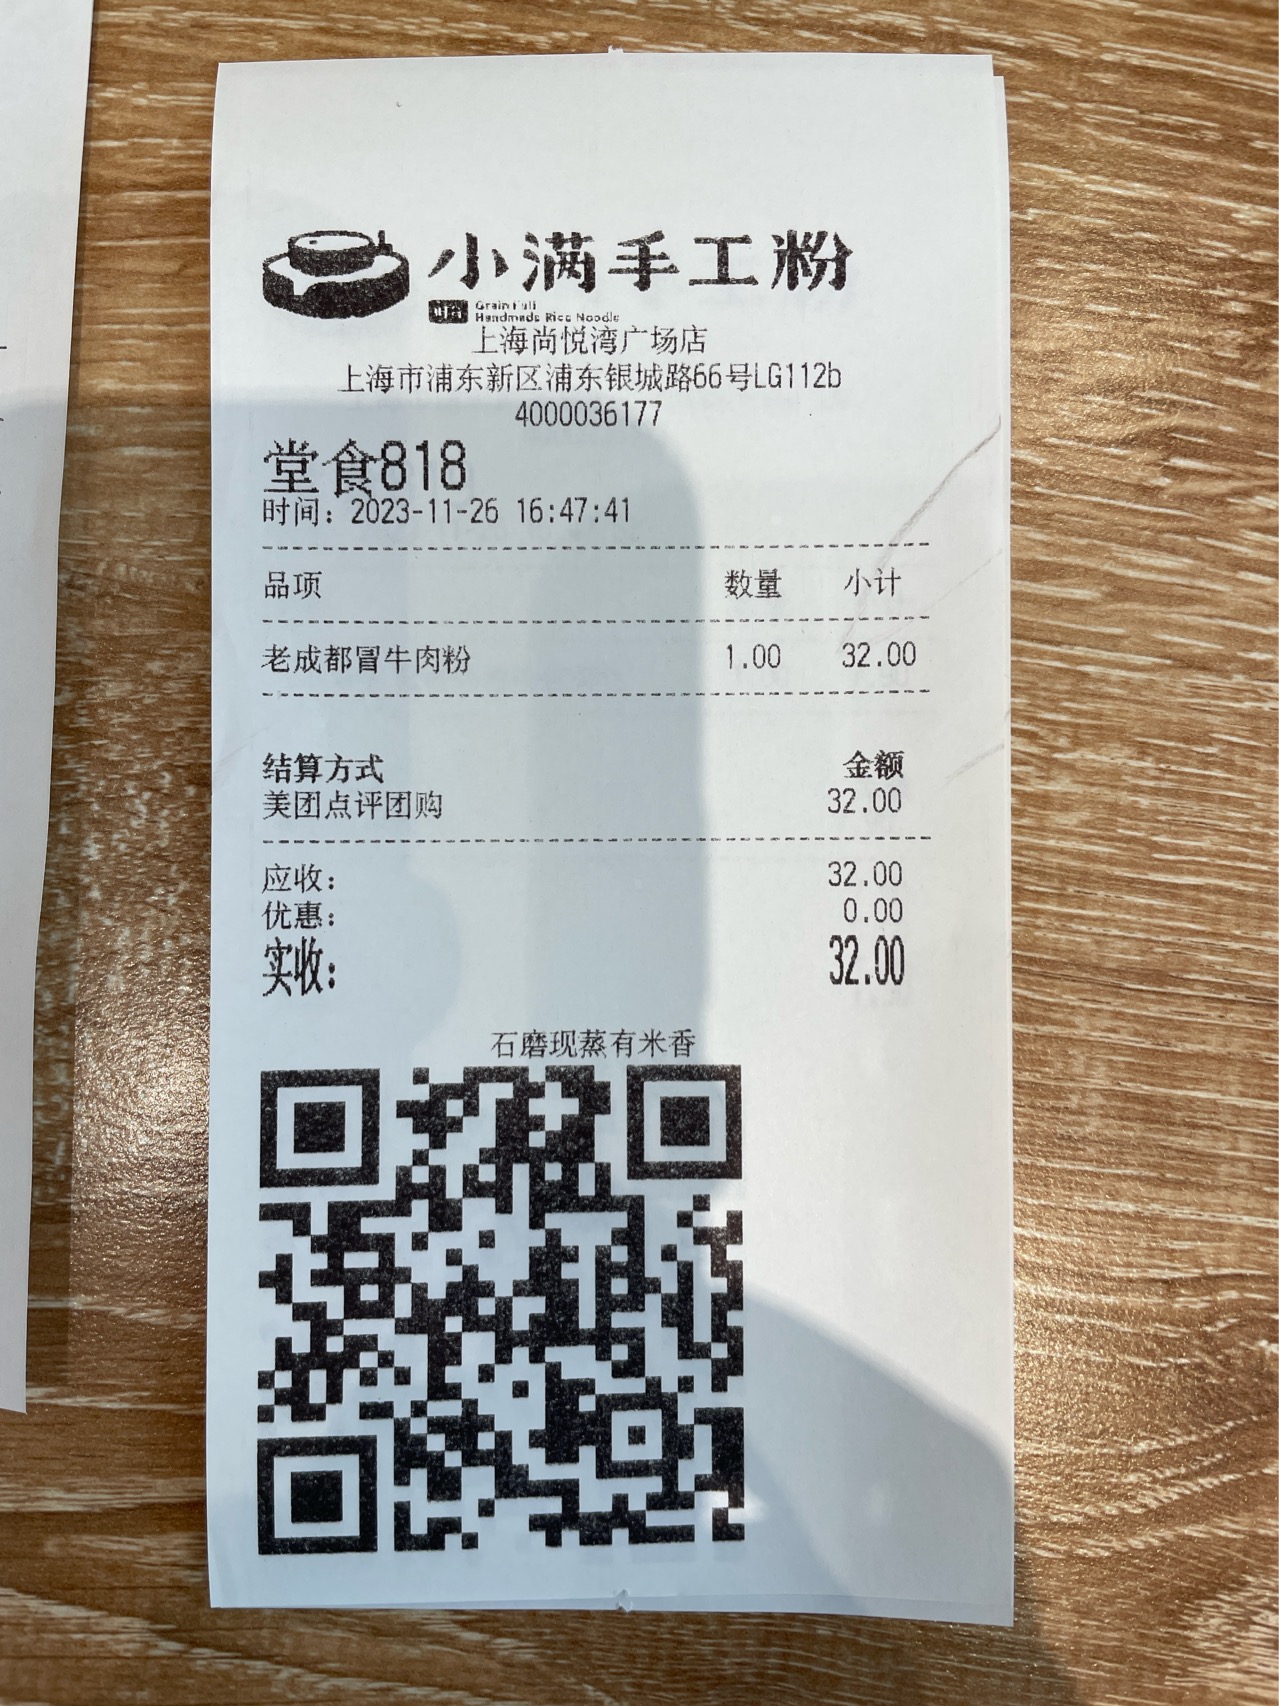 小满手工粉
Grain Full
Handmade Rice Noodle
上海尚悦湾广场店
上海市浦东新区浦东银城路66号LG112b
4000036177
堂食818
时间：2023-11-26 16:47:41
品项 数量 小计
老成都冒牛肉粉 1.00 32.00
结算方式 金额
美团点评团购 32.00
应收： 32.00
优惠： 0.00
实收： 32.00
石磨现蒸有米香